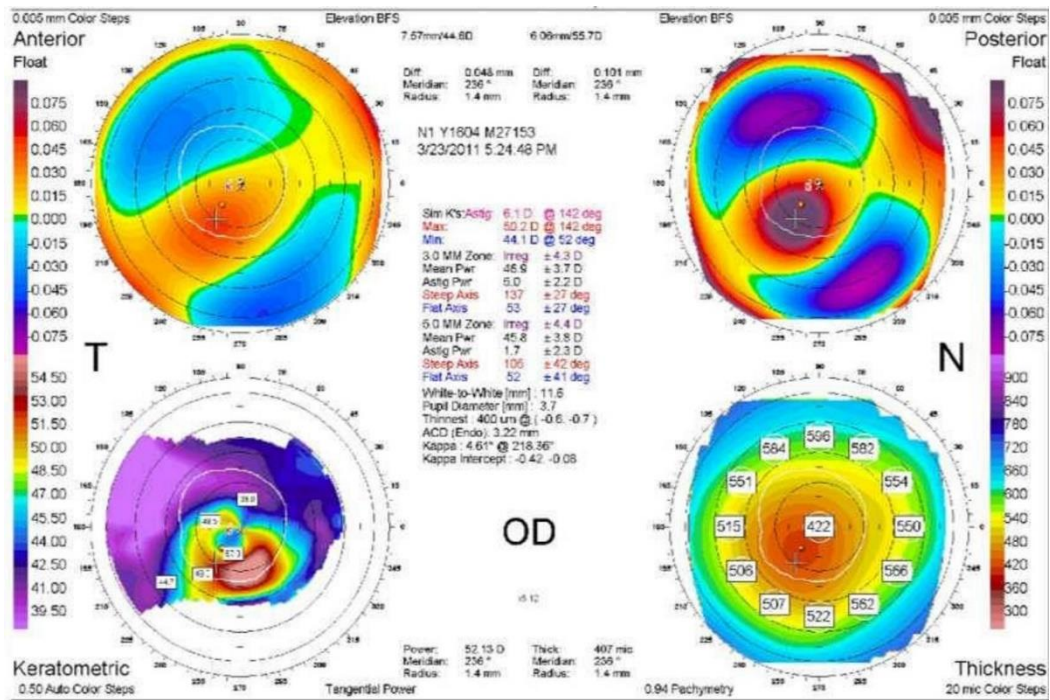 0.005 mm Color Steps
Elevation BFS
7.57mm/44.6D
6.06mm/55.7D
Elevation BFS
0.005 mm Color Steps
Anterior
Float
Posterior
Float
Diff: 0.048 mm
Meridian: 236 °
Radius: 1.4 mm
Diff: 0.101 mm
Meridian: 236 °
Radius: 1.4 mm
N1 Y1604 M27153
3/23/2011 5:24:48 PM
0.075
0.060
0.045
0.030
0.015
0.000
-0.015
-0.030
-0.045
-0.060
-0.075
0.075
0.060
0.045
0.030
0.015
0.000
-0.015
-0.030
-0.045
-0.060
-0.075
Sim K's: Astig: 6.1 D @ 142 deg
Max: 50.2 D @ 142 deg
Min: 44.1 D @ 52 deg
3.0 MM Zone: Irreg: ± 4.3 D
Mean Pwr 46.9 ± 3.7 D
Astig Pwr 5.0 ± 2.2 D
Steep Axis 137 ± 27 deg
Flat Axis 53 ± 27 deg
5.0 MM Zone: Irreg: ± 4.4 D
Mean Pwr 45.8 ± 3.8 D
Astig Pwr 1.7 ± 2.3 D
Steep Axis 106 ± 42 deg
Flat Axis 52 ± 41 deg
White-to-White [mm] : 11.6
Pupil Diameter [mm] : 3.7
Thinnest : 400 um @ ( -0.6, -0.7 )
ACD (Endo): 3.22 mm
Kappa : 4.61° @ 218.36°
Kappa Intercept : -0.42, -0.08
T
N
OD
54.50
53.00
51.50
50.00
48.50
47.00
45.50
44.00
42.50
41.00
39.50
900
840
780
720
660
600
540
480
420
360
300
44.7
596
584
582
551
554
515
422
550
506
566
507
562
522
Power: 52.13 D
Meridian: 236 °
Radius: 1.4 mm
Thick: 407 mic
Meridian: 236 °
Radius: 1.4 mm
Keratometric
Thickness
0.50 Auto Color Steps
Tangential Power
0.94 Pachymetry
20 mic Color Steps